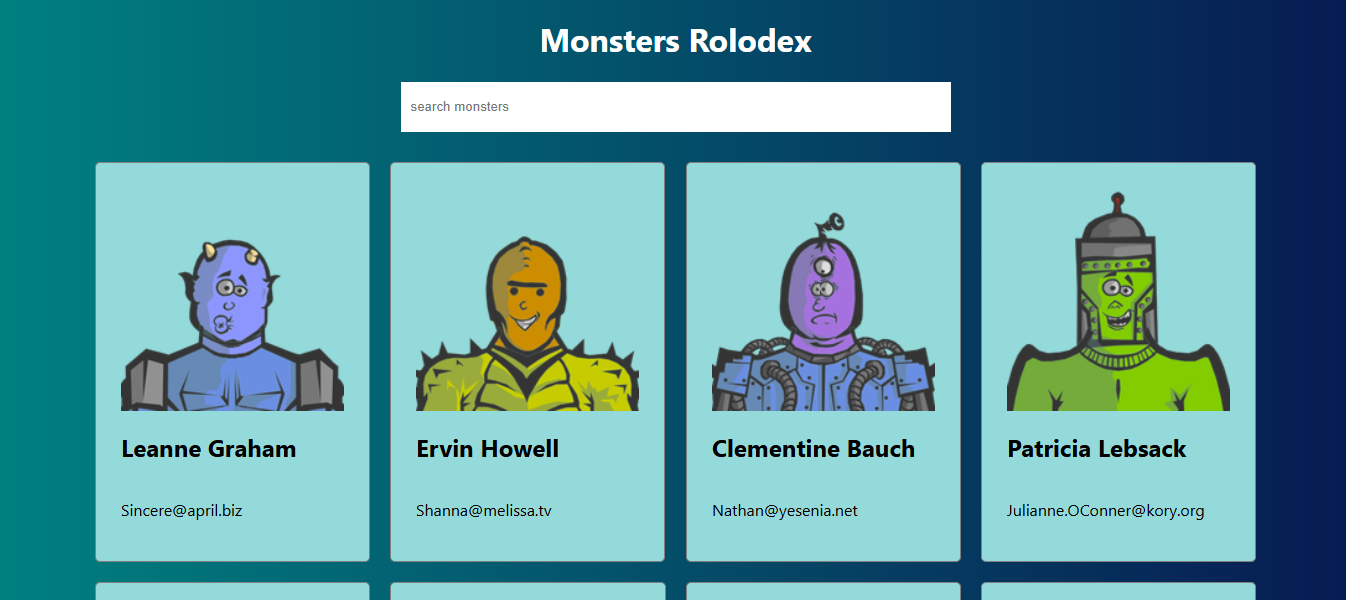 Monsters Rolodex
search monsters
Leanne Graham
Sincere@april.biz
Ervin Howell
Shanna@melissa.tv
Clementine Bauch
Nathan@yesenia.net
Patricia Lebsack
Julianne.OConner@kory.org